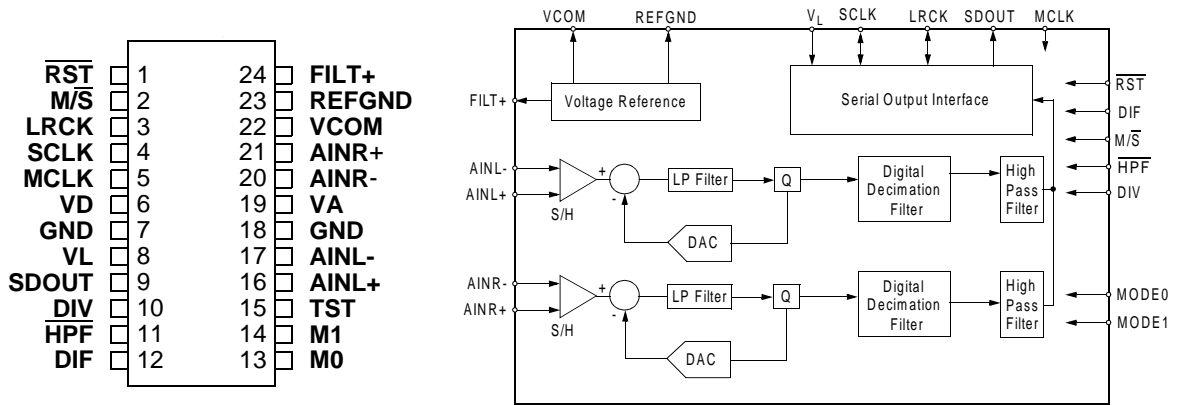 R̅S̅T̅ 1 24 FILT+
M/S̅ 2 23 REFGND
LRCK 3 22 VCOM
SCLK 4 21 AINR+
MCLK 5 20 AINR-
VD 6 19 VA
GND 7 18 GND
VL 8 17 AINL-
SDOUT 9 16 AINL+
DIV 10 15 TST
H̅P̅F̅ 11 14 M1
DIF 12 13 M0
VCOM REFGND VL SCLK LRCK SDOUT MCLK
FILT+ Voltage Reference Serial Output Interface
R̅S̅T̅
DIF
M/S̅
H̅P̅F̅
DIV
AINL-
AINL+
S/H
+
-
LP Filter
Q
DAC
Digital
Decimation
Filter
High
Pass
Filter
AINR-
AINR+
S/H
+
-
LP Filter
Q
DAC
Digital
Decimation
Filter
High
Pass
Filter
MODE0
MODE1